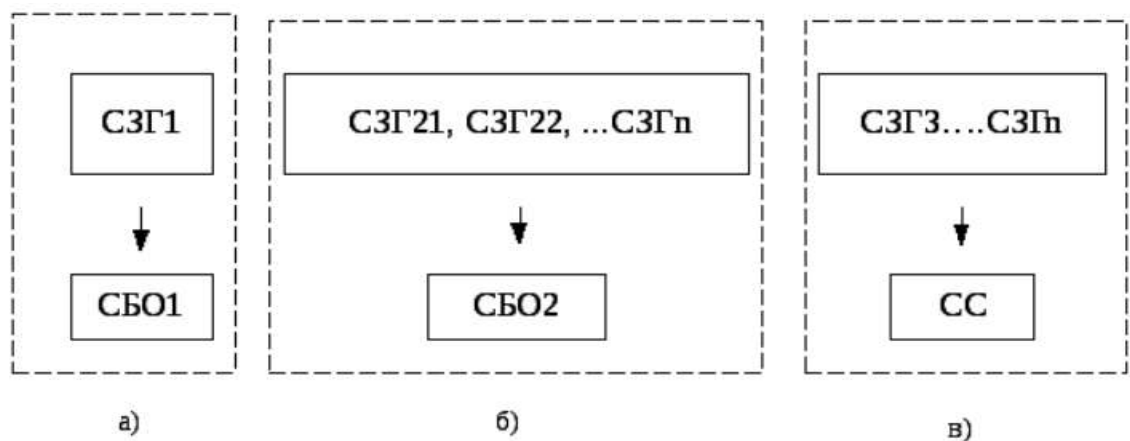 СЗГ1
СЗГ21, СЗГ22, ...СЗГn
СЗГ3....СЗГn
СБО1
СБО2
СС
а)
б)
в)